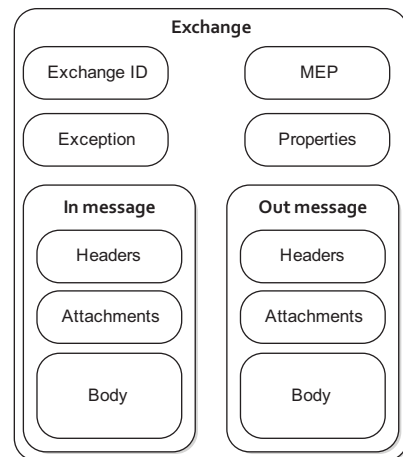 Exchange
Exchange ID
MEP
Exception
Properties
In message
Out message
Headers
Headers
Attachments
Attachments
Body
Body